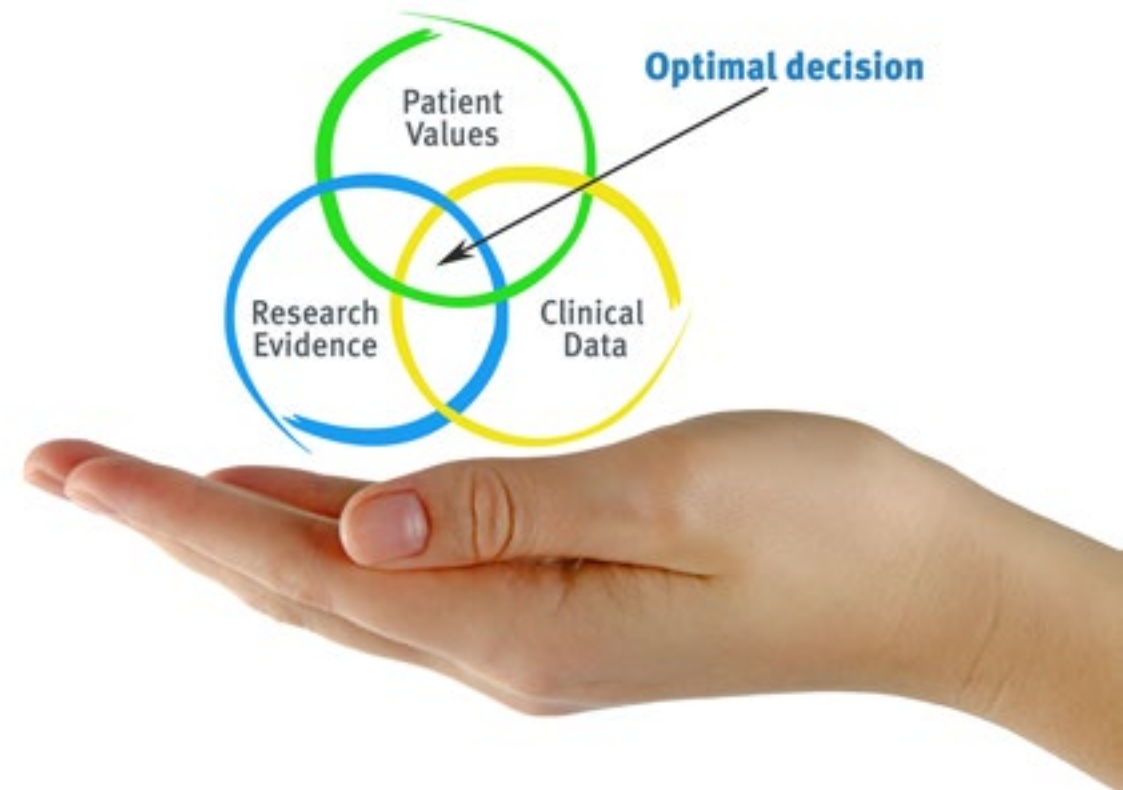 Optimal decision
Patient
Values
Research
Evidence
Clinical
Data